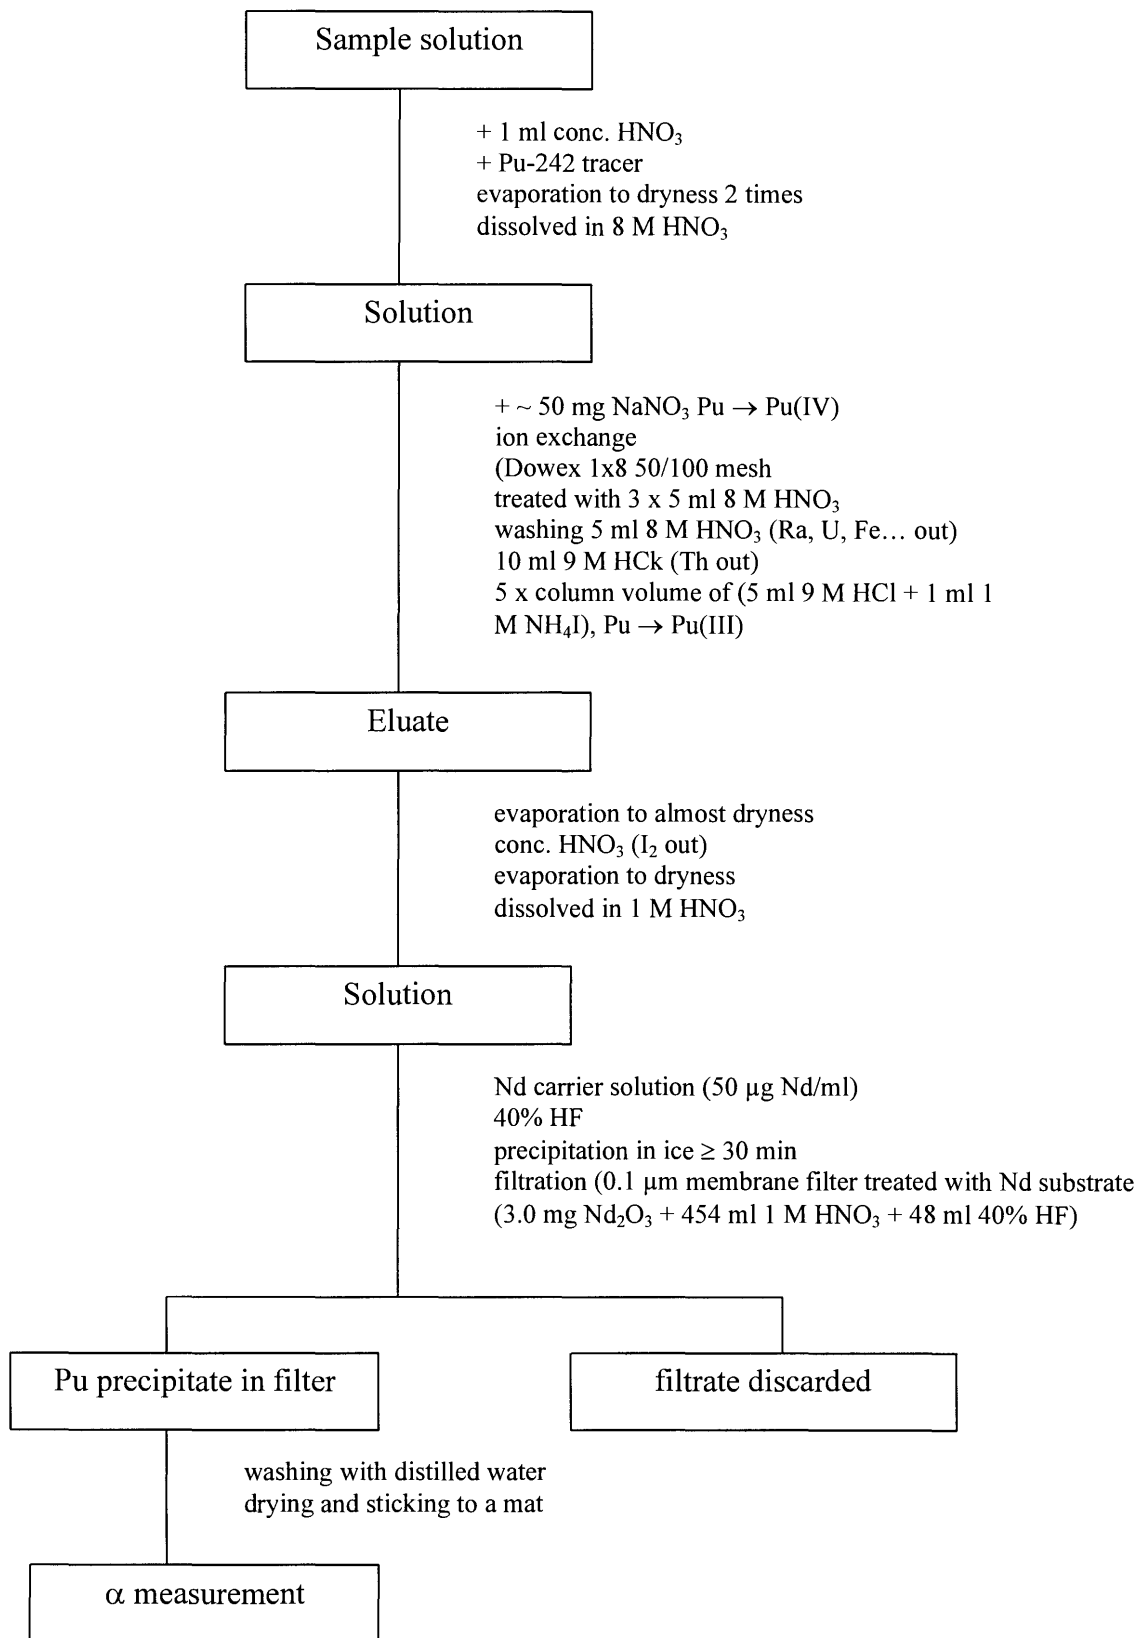 Sample solution
+ 1 ml conc. HNO₃
+ Pu-242 tracer
evaporation to dryness 2 times
dissolved in 8 M HNO₃
Solution
+ ~ 50 mg NaNO₃ Pu → Pu(IV)
ion exchange
(Dowex 1x8 50/100 mesh
treated with 3 x 5 ml 8 M HNO₃
washing 5 ml 8 M HNO₃ (Ra, U, Fe... out)
10 ml 9 M HCk (Th out)
5 x column volume of (5 ml 9 M HCl + 1 ml 1
M NH₄I), Pu → Pu(III)
Eluate
evaporation to almost dryness
conc. HNO₃ (I₂ out)
evaporation to dryness
dissolved in 1 M HNO₃
Solution
Nd carrier solution (50 µg Nd/ml)
40% HF
precipitation in ice ≥ 30 min
filtration (0.1 µm membrane filter treated with Nd substrate
(3.0 mg Nd₂O₃ + 454 ml 1 M HNO₃ + 48 ml 40% HF)
Pu precipitate in filter
filtrate discarded
washing with distilled water
drying and sticking to a mat
α measurement